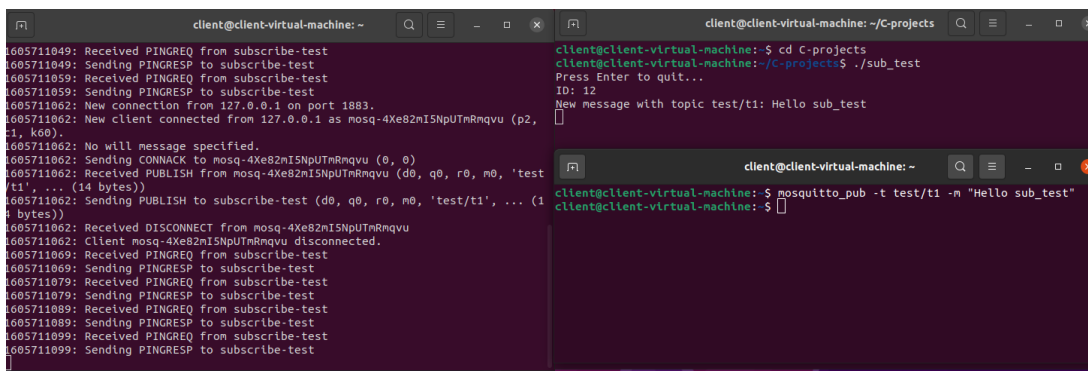 client@client-virtual-machine: ~
1605711049: Received PINGREQ from subscribe-test
1605711049: Sending PINGRESP to subscribe-test
1605711059: Received PINGREQ from subscribe-test
1605711059: Sending PINGRESP to subscribe-test
1605711062: New connection from 127.0.0.1 on port 1883.
1605711062: New client connected from 127.0.0.1 as mosq-4Xe82mI5NpUTmRmqvu (p2,
c1, k60).
1605711062: No will message specified.
1605711062: Sending CONNACK to mosq-4Xe82mI5NpUTmRmqvu (0, 0)
1605711062: Received PUBLISH from mosq-4Xe82mI5NpUTmRmqvu (d0, q0, r0, m0, 'test
/t1', ... (14 bytes))
1605711062: Sending PUBLISH to subscribe-test (d0, q0, r0, m0, 'test/t1', ... (1
4 bytes))
1605711062: Received DISCONNECT from mosq-4Xe82mI5NpUTmRmqvu
1605711062: Client mosq-4Xe82mI5NpUTmRmqvu disconnected.
1605711069: Received PINGREQ from subscribe-test
1605711069: Sending PINGRESP to subscribe-test
1605711079: Received PINGREQ from subscribe-test
1605711079: Sending PINGRESP to subscribe-test
1605711089: Received PINGREQ from subscribe-test
1605711089: Sending PINGRESP to subscribe-test
1605711099: Received PINGREQ from subscribe-test
1605711099: Sending PINGRESP to subscribe-test
client@client-virtual-machine: ~/C-projects
client@client-virtual-machine:~$ cd C-projects
client@client-virtual-machine:~/C-projects$ ./sub_test
Press Enter to quit...
ID: 12
New message with topic test/t1: Hello sub_test
client@client-virtual-machine: ~
client@client-virtual-machine:~$ mosquitto_pub -t test/t1 -m "Hello sub_test"
client@client-virtual-machine:~$